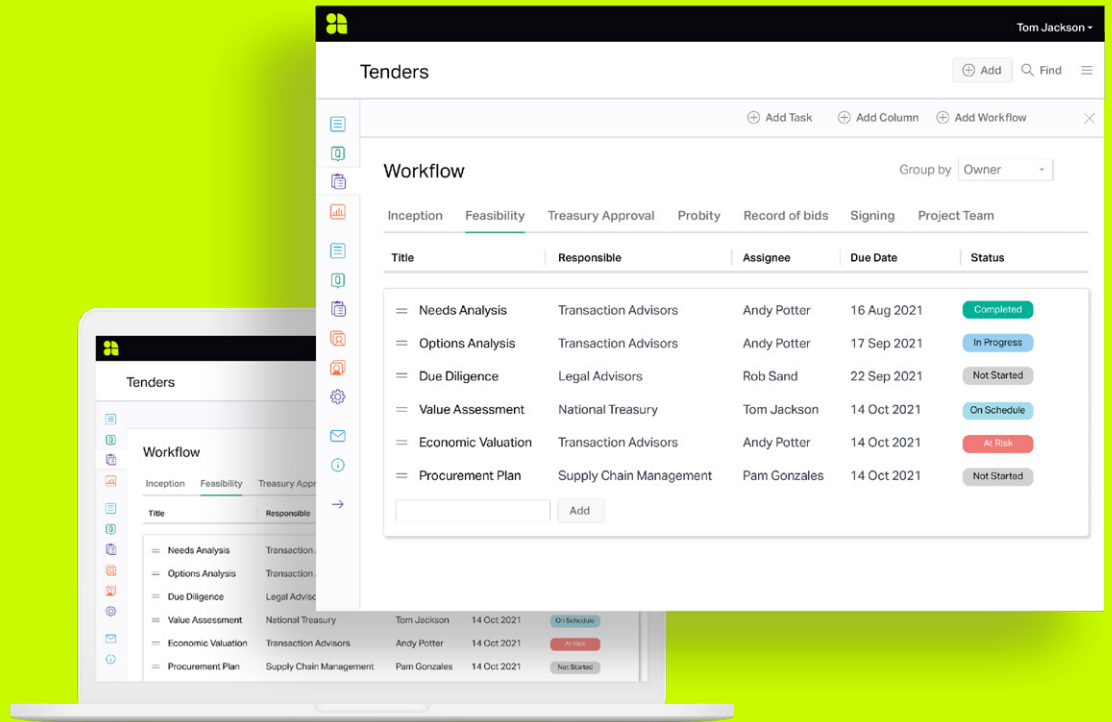 Tom Jackson
Tenders
Add Find
Add Task Add Column Add Workflow
Workflow
Group by Owner
Inception Feasibility Treasury Approval Probity Record of bids Signing Project Team
Title Responsible Assignee Due Date Status
Needs Analysis Transaction Advisors Andy Potter 16 Aug 2021 Completed
Options Analysis Transaction Advisors Andy Potter 17 Sep 2021 In Progress
Due Diligence Legal Advisors Rob Sand 22 Sep 2021 Not Started
Value Assessment National Treasury Tom Jackson 14 Oct 2021 On Schedule
Economic Valuation Transaction Advisors Andy Potter 14 Oct 2021 At Risk
Procurement Plan Supply Chain Management Pam Gonzales 14 Oct 2021 Not Started
Add
Tenders
Workflow
Inception Feasibility Treasury Appr
Title Responsible
Needs Analysis Transaction
Options Analysis Transaction
Due Diligence Legal Adviso
Value Assessment National Treasury Tom Jackson 14 Oct 2021 On Schedule
Economic Valuation Transaction Advisors Andy Potter 14 Oct 2021 At Risk
Procurement Plan Supply Chain Management Pam Gonzales 14 Oct 2021 Not Started